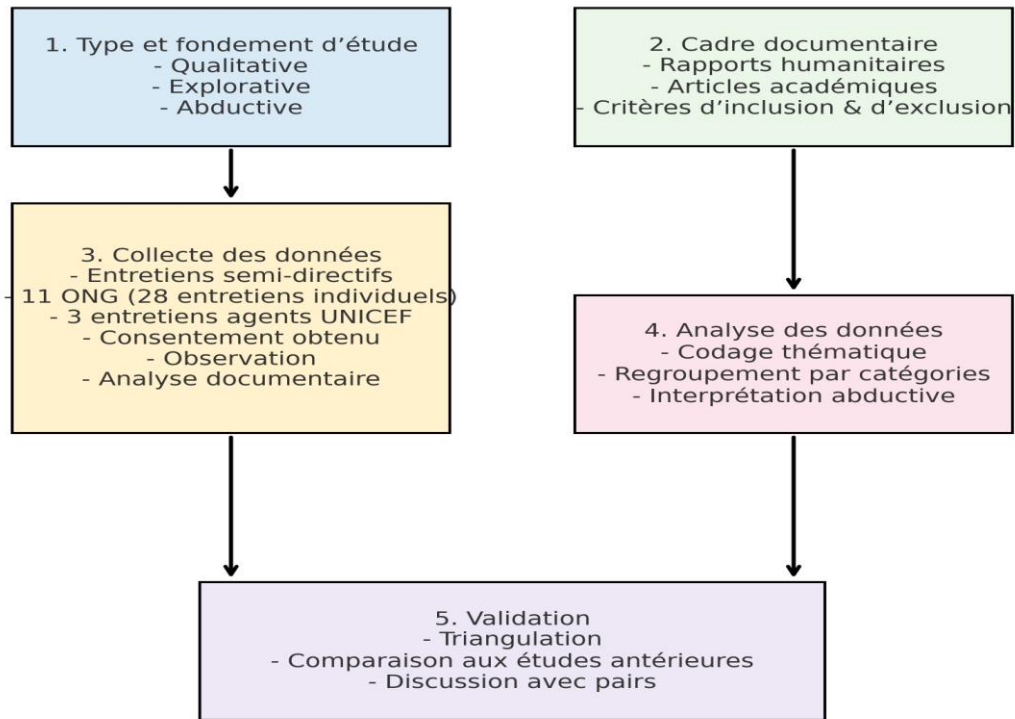 1. Type et fondement d’étude
- Qualitative
- Explorative
- Abductive
2. Cadre documentaire
- Rapports humanitaires
- Articles académiques
- Critères d’inclusion & d’exclusion
3. Collecte des données
- Entretiens semi-directifs
- 11 ONG (28 entretiens individuels)
- 3 entretiens agents UNICEF
- Consentement obtenu
- Observation
- Analyse documentaire
4. Analyse des données
- Codage thématique
- Regroupement par catégories
- Interprétation abductive
5. Validation
- Triangulation
- Comparaison aux études antérieures
- Discussion avec pairs